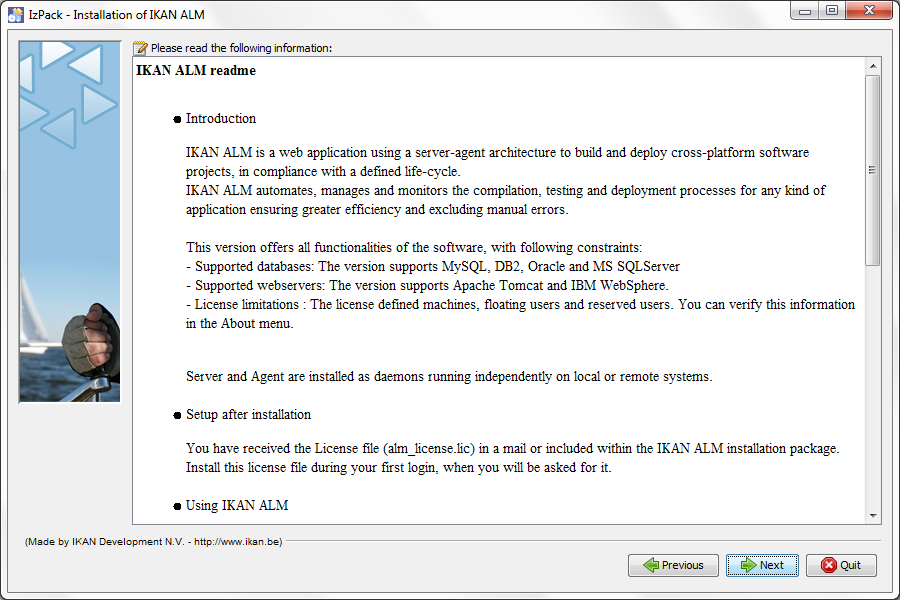 IzPack - Installation of IKAN ALM
Please read the following information:
IKAN ALM readme
● Introduction
IKAN ALM is a web application using a server-agent architecture to build and deploy cross-platform software
projects, in compliance with a defined life-cycle.
IKAN ALM automates, manages and monitors the compilation, testing and deployment processes for any kind of
application ensuring greater efficiency and excluding manual errors.
This version offers all functionalities of the software, with following constraints:
- Supported databases: The version supports MySQL, DB2, Oracle and MS SQLServer
- Supported webservers: The version supports Apache Tomcat and IBM WebSphere.
- License limitations : The license defined machines, floating users and reserved users. You can verify this information
in the About menu.
Server and Agent are installed as daemons running independently on local or remote systems.
● Setup after installation
You have received the License file (alm_license.lic) in a mail or included within the IKAN ALM installation package.
Install this license file during your first login, when you will be asked for it.
● Using IKAN ALM
(Made by IKAN Development N.V. - http://www.ikan.be)
Previous
Next
Quit